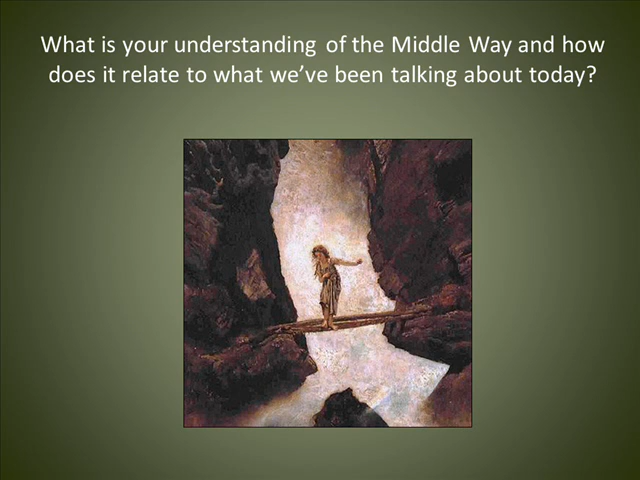 What is your understanding of the Middle Way and how
does it relate to what we’ve been talking about today?